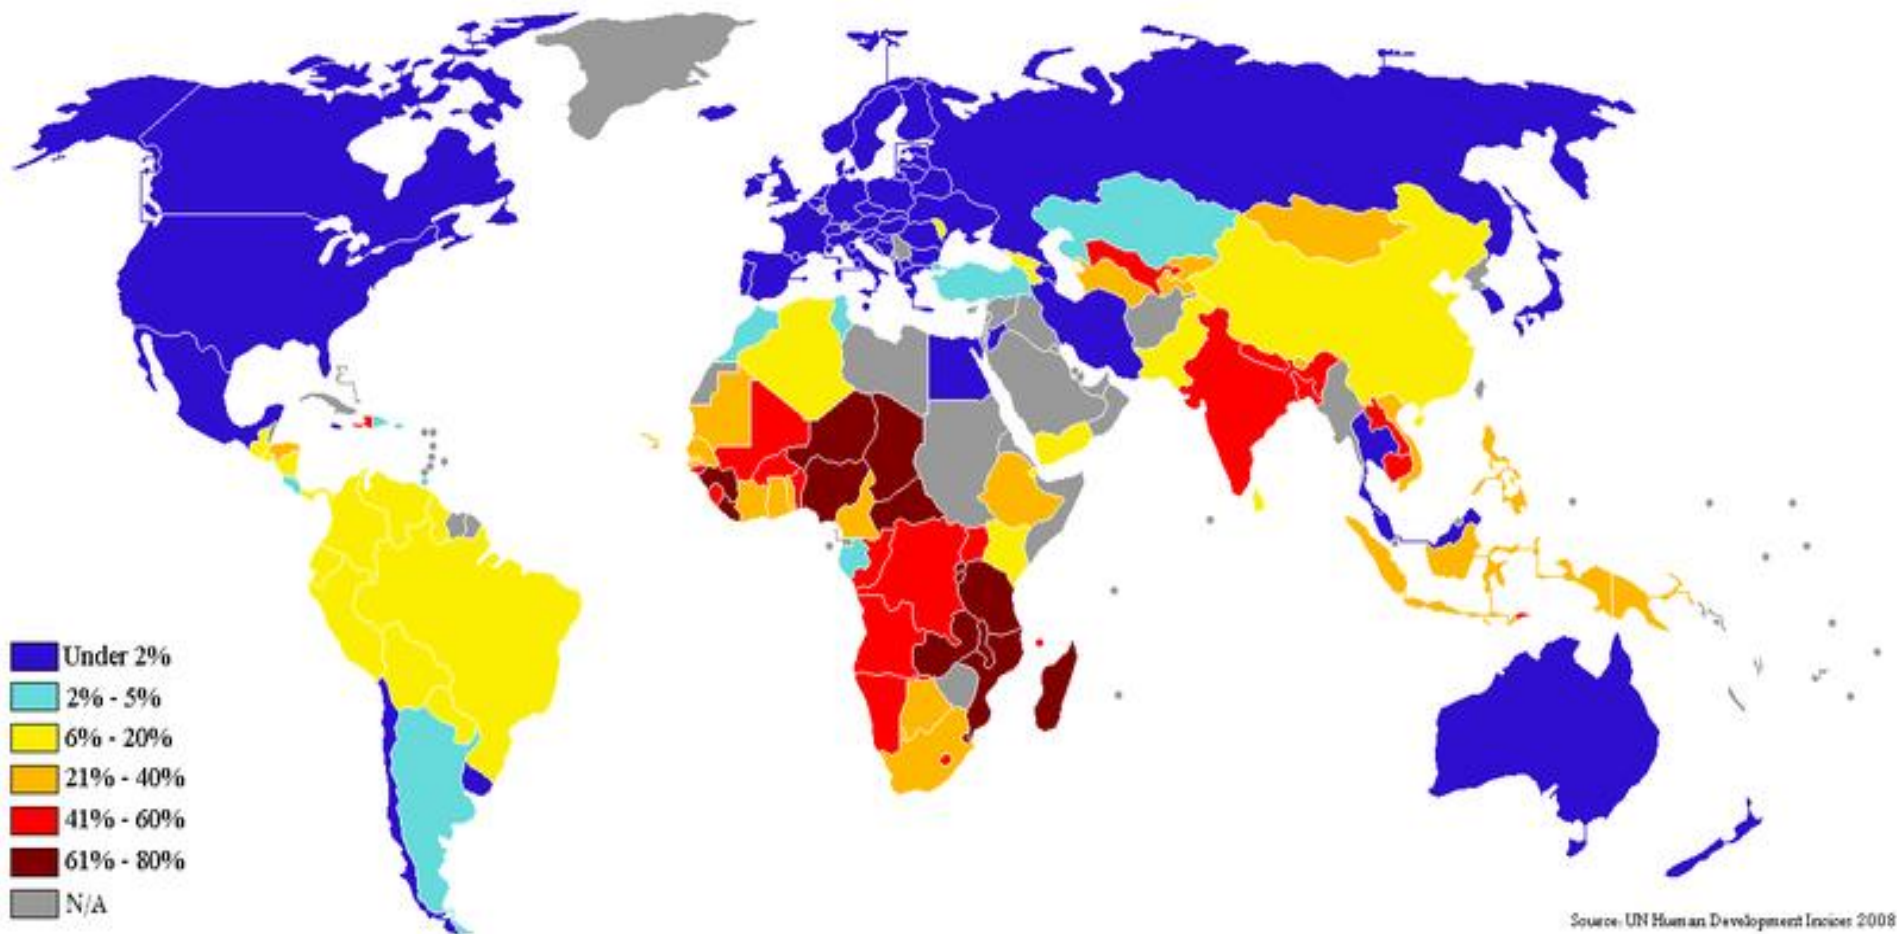 Under 2%
2% - 5%
6% - 20%
21% - 40%
41% - 60%
61% - 80%
N/A
Source: UN Human Development Indices 2008